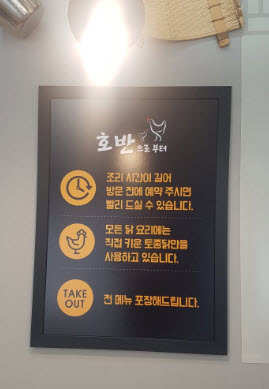 호반으로부터
조리 시간이 길어
방문 전에 예약 주시면
빨리 드실 수 있습니다.
모든 닭 요리에는
직접 키운 토종닭만을
사용하고 있습니다.
TAKE
OUT
전 메뉴 포장해드립니다.